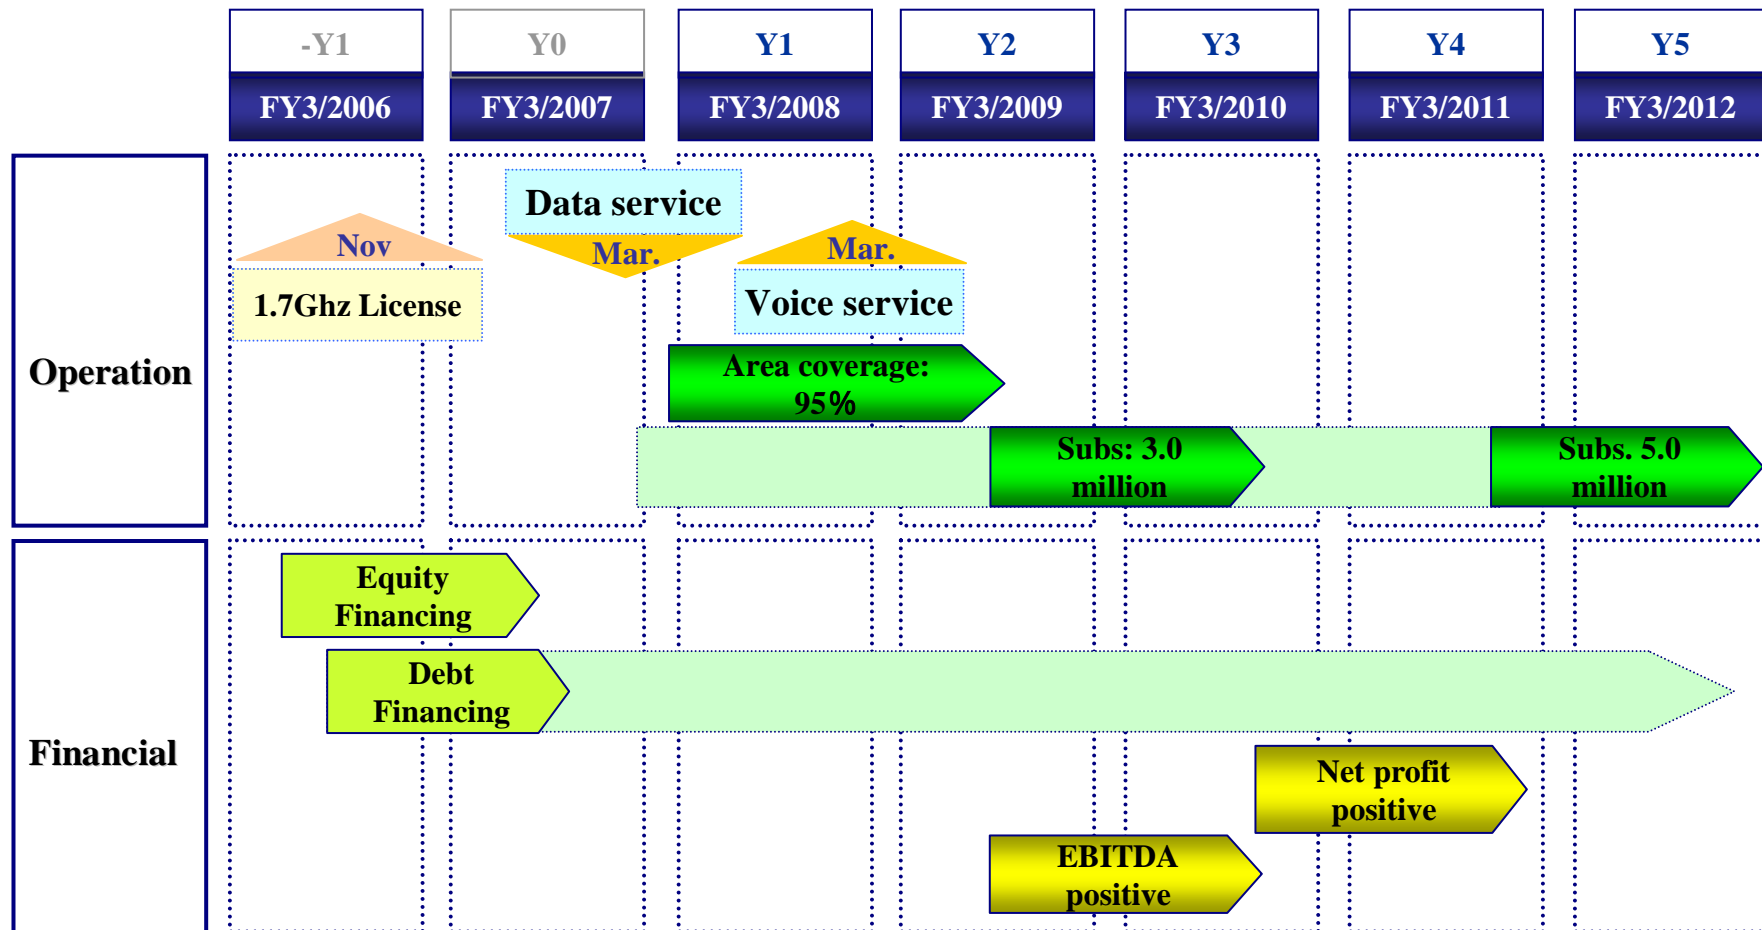 -Y1
Y0
Y1
Y2
Y3
Y4
Y5
FY3/2006
FY3/2007
FY3/2008
FY3/2009
FY3/2010
FY3/2011
FY3/2012
Operation
Nov
1.7Ghz License
Data service
Mar.
Mar.
Voice service
Area coverage:
95%
Subs: 3.0
million
Subs. 5.0
million
Financial
Equity
Financing
Debt
Financing
Net profit
positive
EBITDA
positive